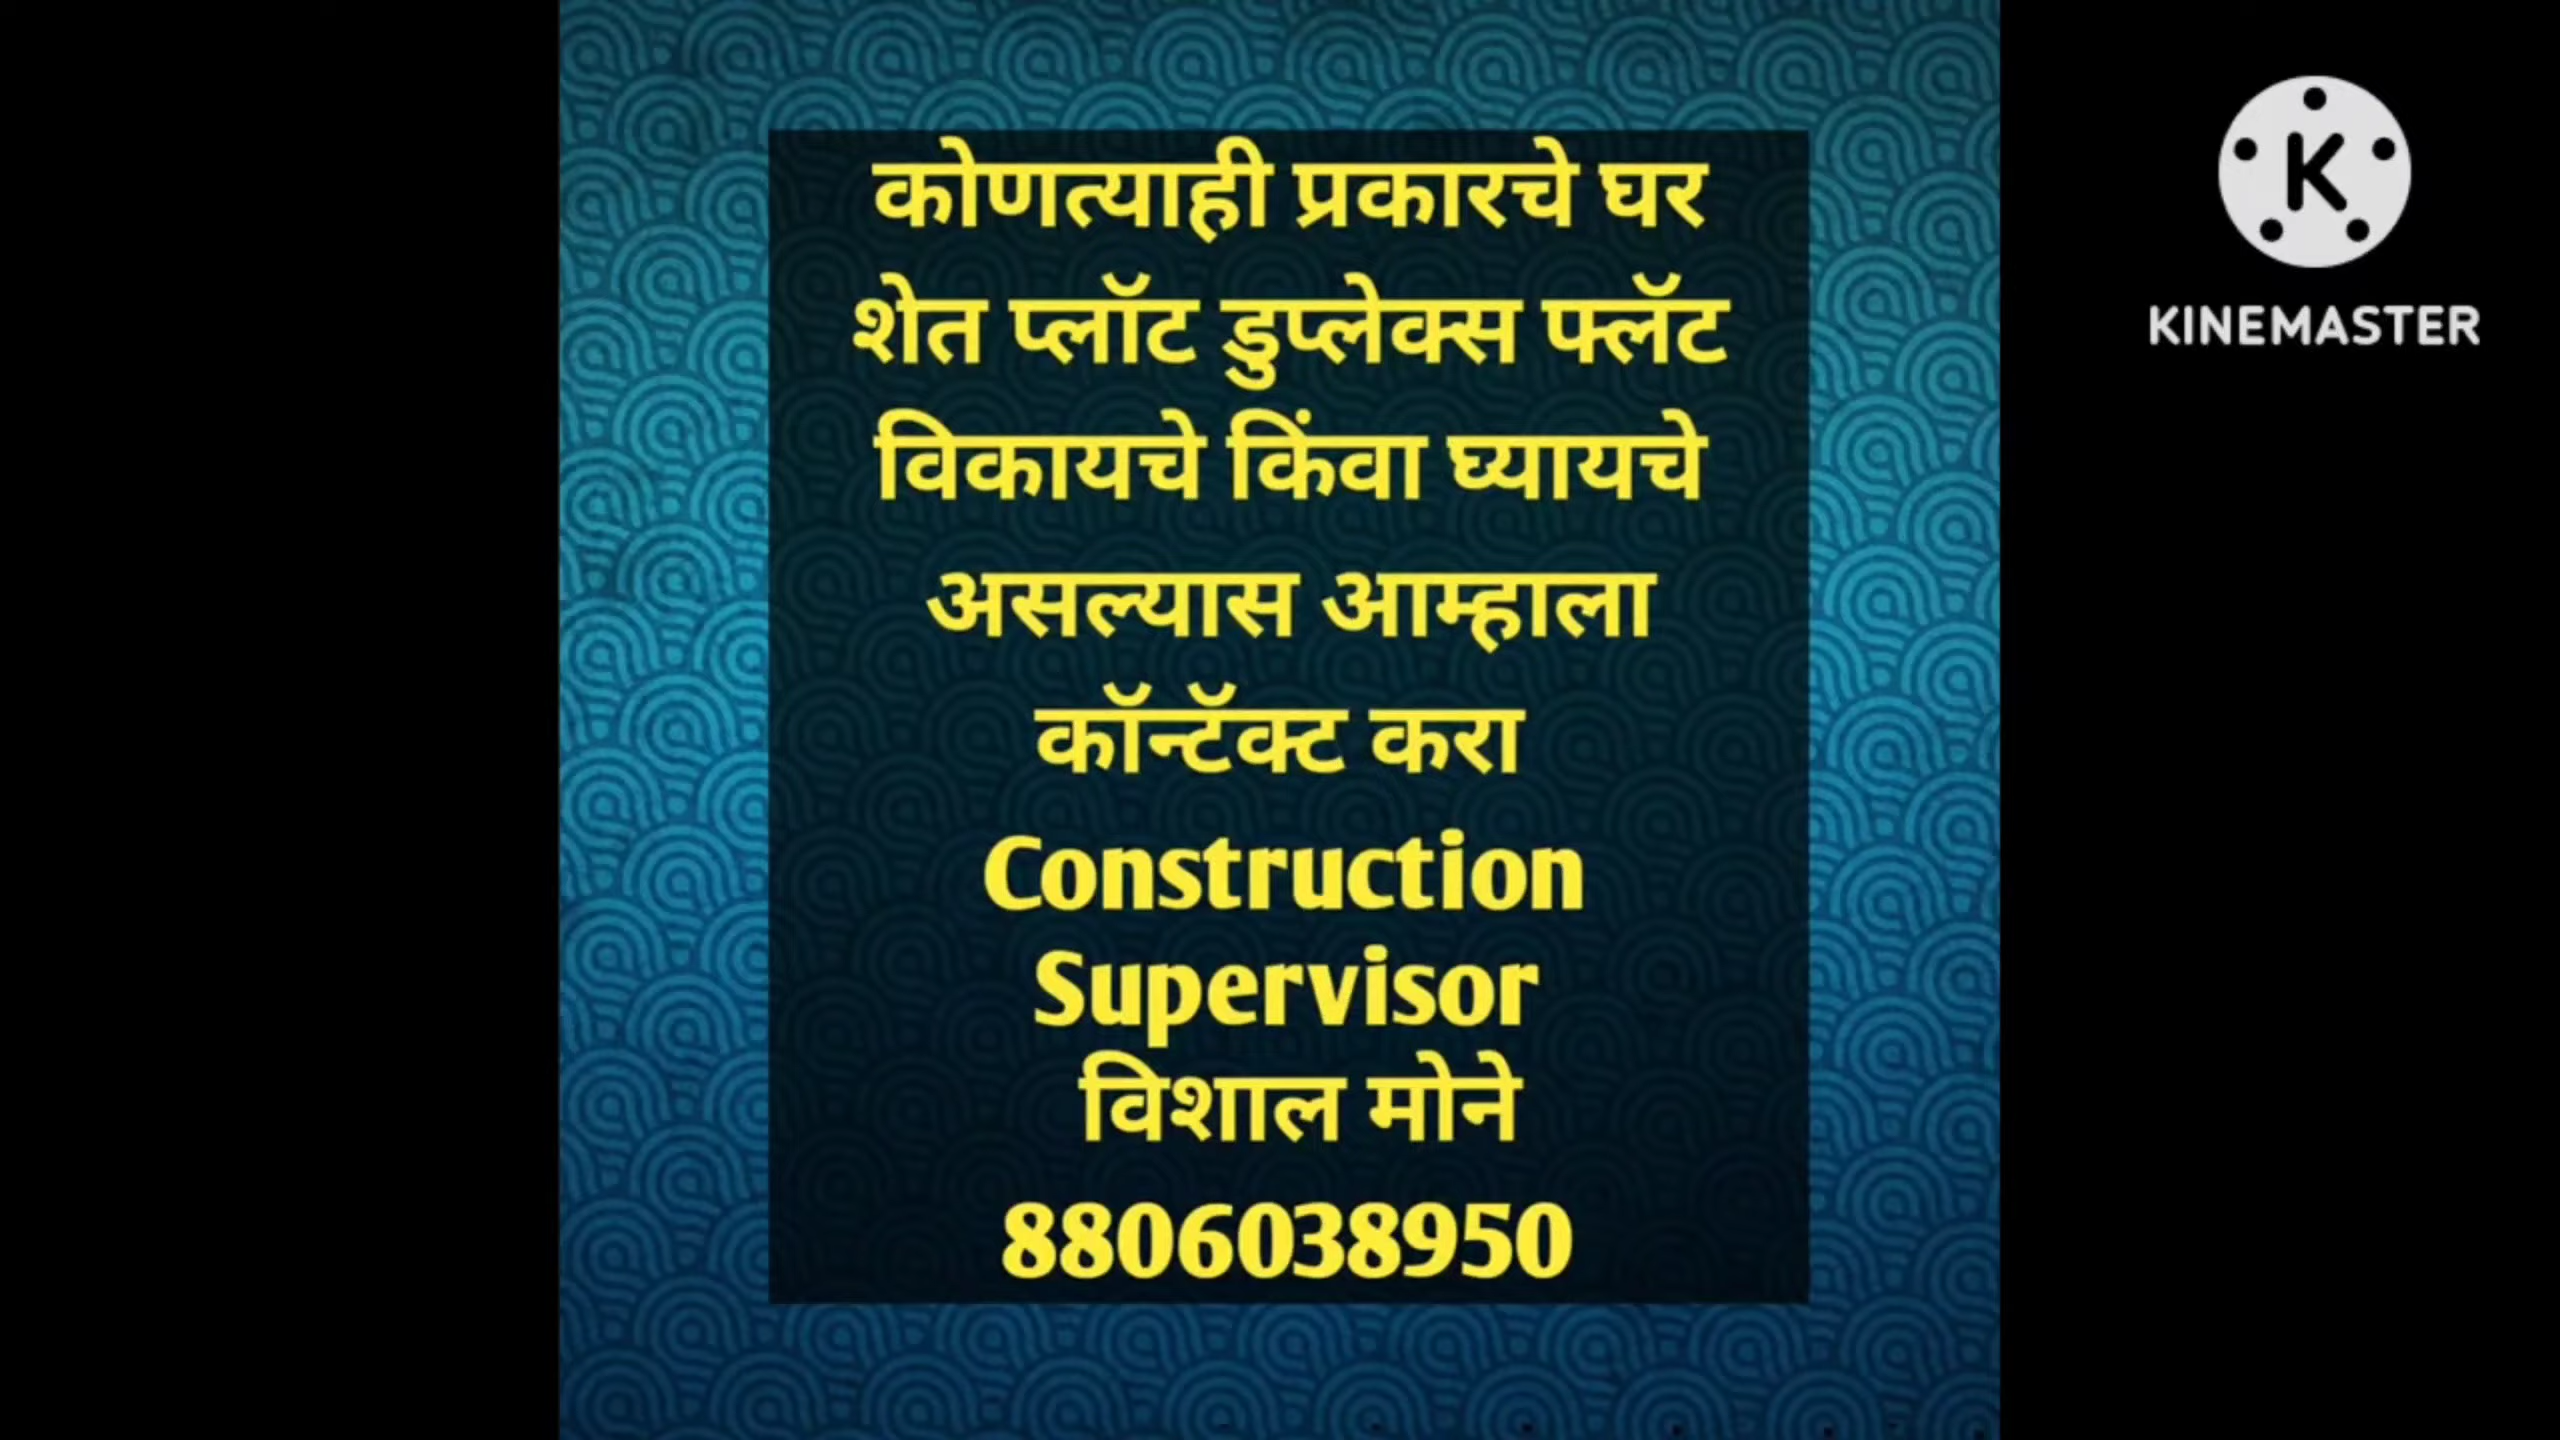 कोणत्याही प्रकारचे घर
शेत प्लॉट डुप्लेक्स फ्लॅट
विकायचे किंवा घ्यायचे
असल्यास आम्हाला
कॉन्टॅक्ट करा
Construction
Supervisor
विशाल मोने
8806038950
K
KINEMASTER